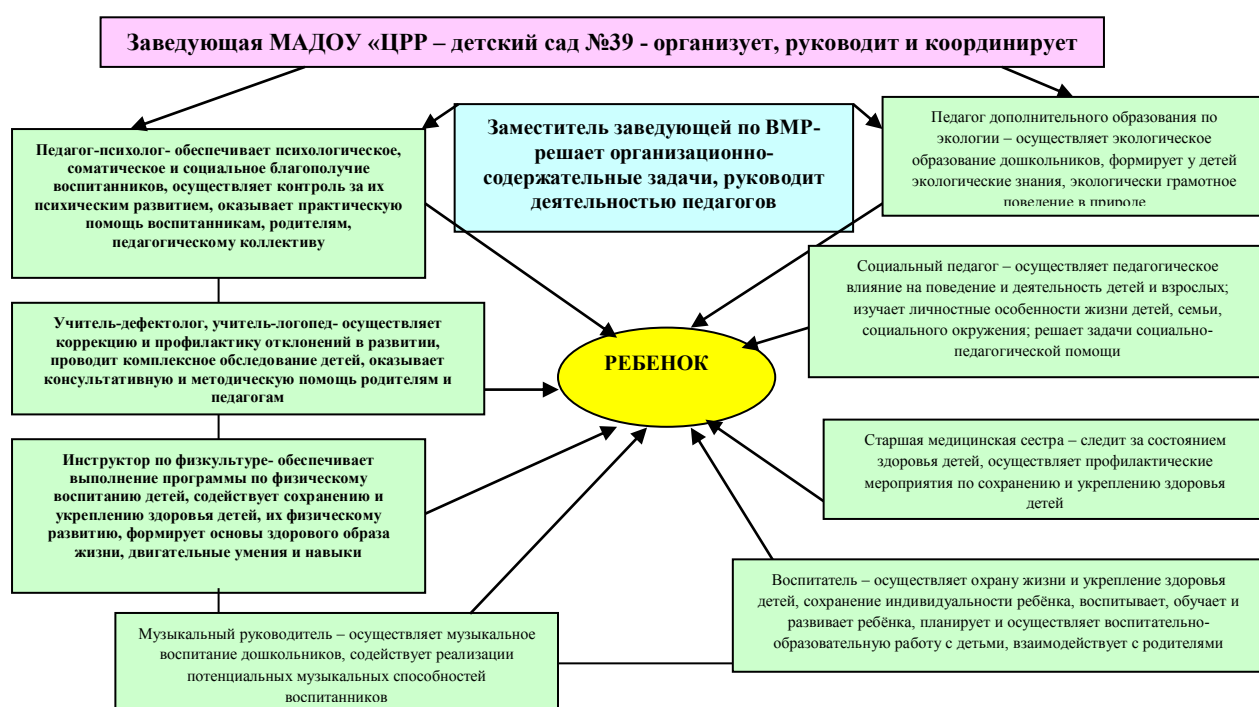 Заведующая МАДОУ «ЦРР – детский сад №39 - организует, руководит и координирует
Педагог-психолог- обеспечивает психологическое,
соматическое и социальное благополучие
воспитанников, осуществляет контроль за их
психическим развитием, оказывает практическую
помощь воспитанникам, родителям,
педагогическому коллективу
Заместитель заведующей по ВМР-
решает организационно-
содержательные задачи, руководит
деятельностью педагогов
Педагог дополнительного образования по
экологии – осуществляет экологическое
образование дошкольников, формирует у детей
экологические знания, экологически грамотное
поведение в природе
Социальный педагог – осуществляет педагогическое
влияние на поведение и деятельность детей и взрослых;
изучает личностные особенности жизни детей, семьи,
социального окружения; решает задачи социально-
педагогической помощи
Учитель-дефектолог, учитель-логопед- осуществляет
коррекцию и профилактику отклонений в развитии,
проводит комплексное обследование детей, оказывает
консультативную и методическую помощь родителям и
педагогам
РЕБЕНОК
Инструктор по физкультуре- обеспечивает
выполнение программы по физическому
воспитанию детей, содействует сохранению и
укреплению здоровья детей, их физическому
развитию, формирует основы здорового образа
жизни, двигательные умения и навыки
Старшая медицинская сестра – следит за состоянием
здоровья детей, осуществляет профилактические
мероприятия по сохранению и укреплению здоровья
детей
Воспитатель – осуществляет охрану жизни и укрепление здоровья
детей, сохранение индивидуальности ребёнка, воспитывает, обучает и
развивает ребёнка, планирует и осуществляет воспитательно-
образовательную работу с детьми, взаимодействует с родителями
Музыкальный руководитель – осуществляет музыкальное
воспитание дошкольников, содействует реализации
потенциальных музыкальных способностей
воспитанников